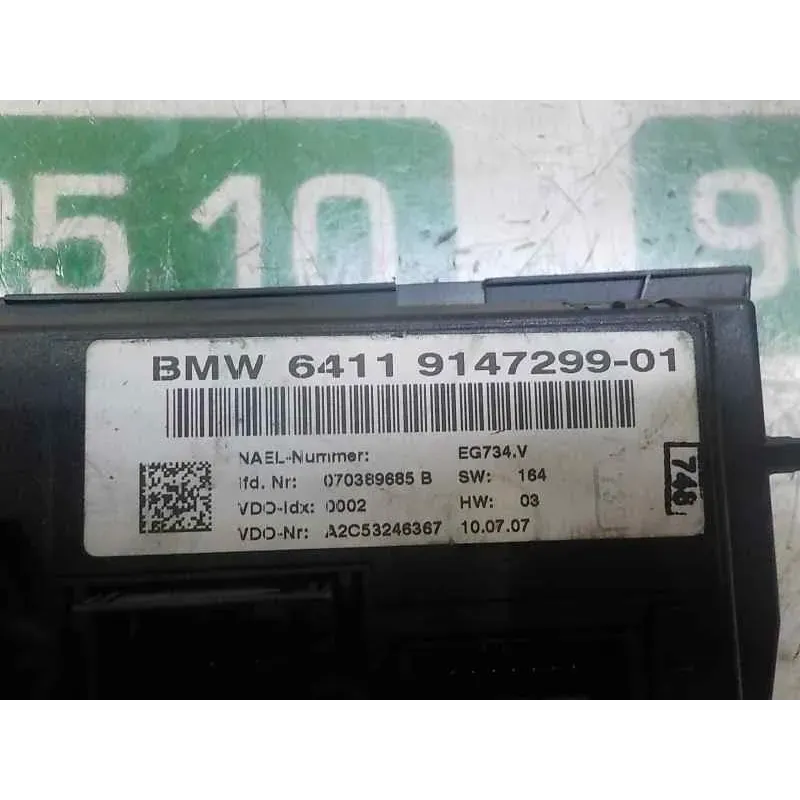 510
9
BMW 6411 9147299-01
NAEL-Nummer: EG734.V
lfd. Nr: 070389685 B SW: 164
VDO-Idx: 0002 HW: 03
VDO-Nr: A2C53246367 10.07.07
748